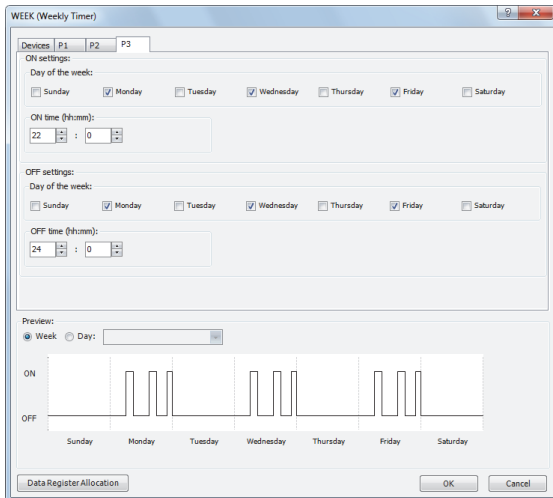 WEEK (Weekly Timer)
Devices P1 P2 P3
ON settings:
Day of the week:
Sunday Monday Tuesday Wednesday Thursday Friday Saturday
ON time (hh:mm):
22 : 0
OFF settings:
Day of the week:
Sunday Monday Tuesday Wednesday Thursday Friday Saturday
OFF time (hh:mm):
24 : 0
Preview:
Week Day:
ON
OFF
Sunday Monday Tuesday Wednesday Thursday Friday Saturday
Data Register Allocation OK Cancel